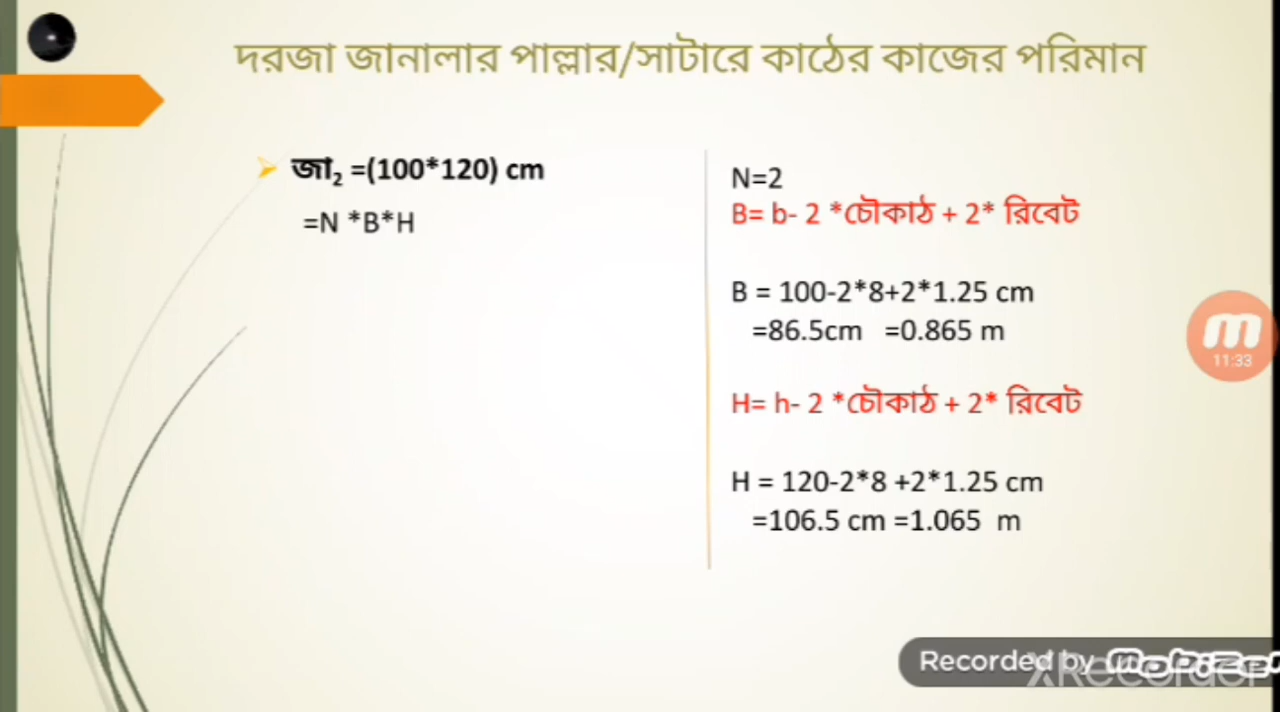 দরজা জানালার পাল্লার/সাটারে কাঠের কাজের পরিমান
জা₂ =(100*120) cm
=N *B*H
N=2
B= b- 2 *চৌকাঠ + 2* রিবেট
B = 100-2*8+2*1.25 cm
=86.5cm =0.865 m
H= h- 2 *চৌকাঠ + 2* রিবেট
H = 120-2*8 +2*1.25 cm
=106.5 cm =1.065 m
11:33
Recorded by
XRecorder